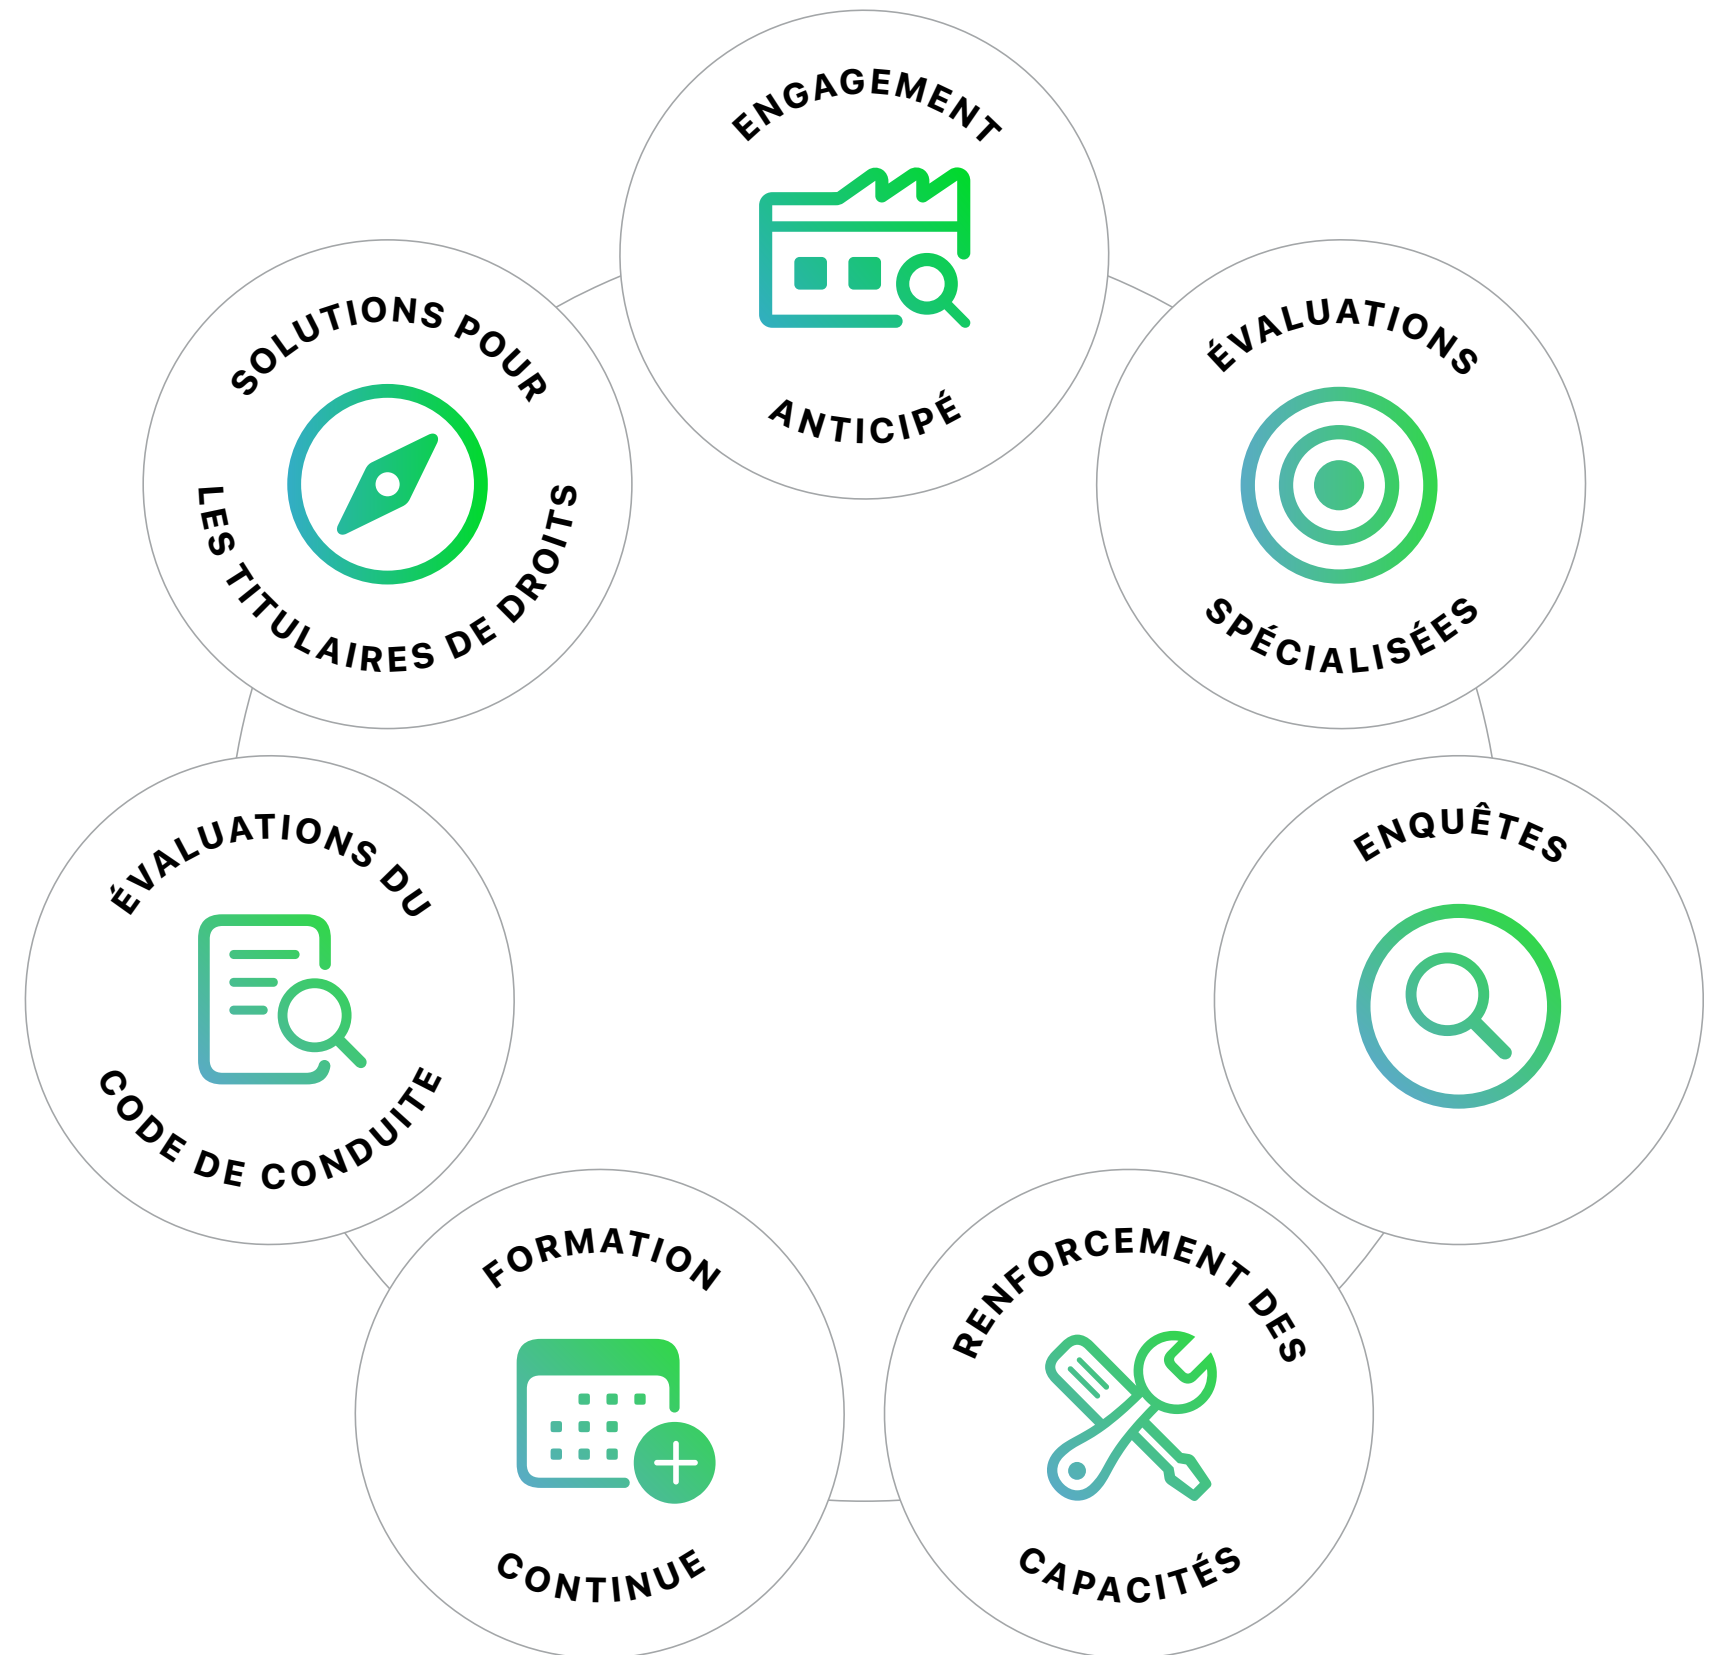 ENGAGEMENT
ANTICIPÉ
ÉVALUATIONS
SPÉCIALISÉES
ENQUÊTES
RENFORCEMENT DES
CAPACITÉS
FORMATION
CONTINUE
ÉVALUATIONS DU
CODE DE CONDUITE
SOLUTIONS POUR
LES TITULAIRES DE DROITS